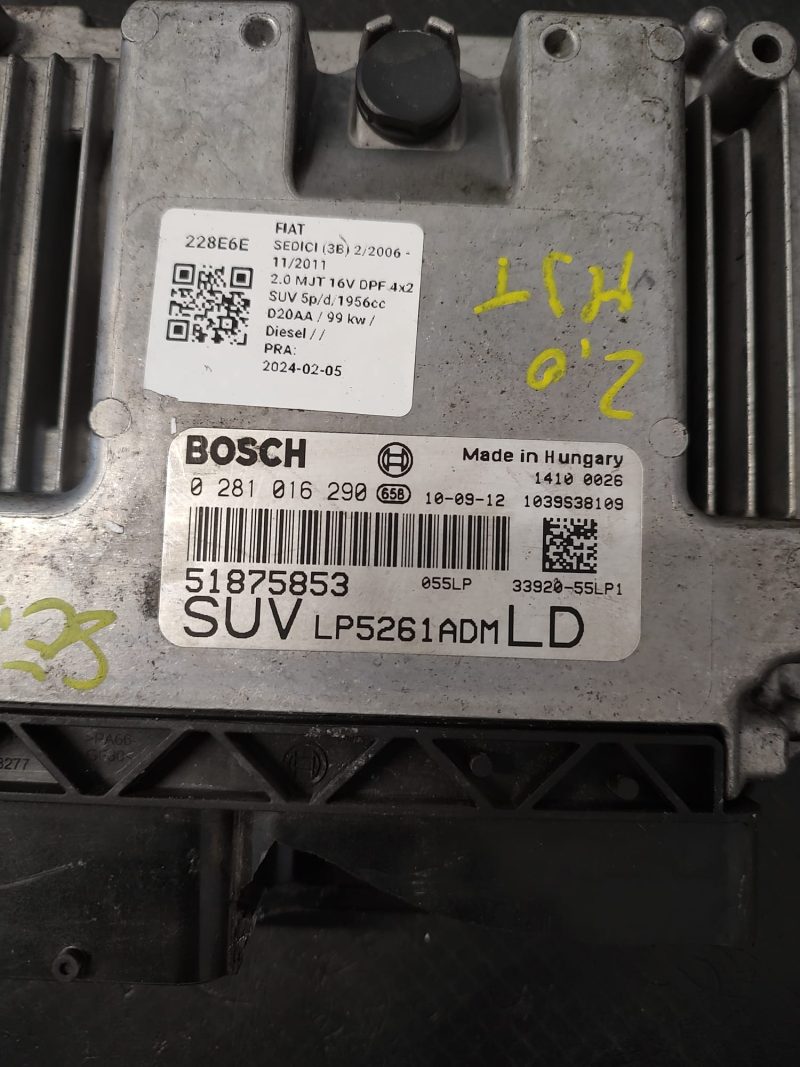 228E6E
FIAT
SEDICI (3B) 2/2006 -
11/2011
2.0 MJT 16V DPF 4x2
SUV 5p/d/1956cc
D20AA / 99 kw /
Diesel / /
PRA:
2024-02-05
2.0
MJT
BOSCH
Made in Hungary
1410 0026
0 281 016 290 658 10-09-12 1039S38109
51875853 055LP 33920-55LP1
SUV LP5261ADM LD
>PA66-
GF30<